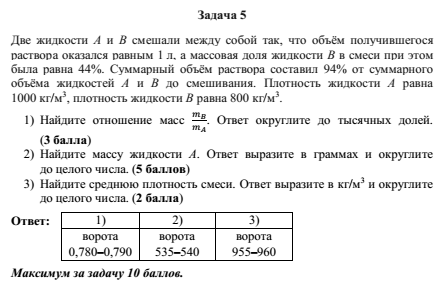 Задача 5
Две жидкости A и B смешали между собой так, что объём получившегося
раствора оказался равным 1 л, а массовая доля жидкости B в смеси при этом
была равна 44%. Суммарный объём раствора составил 94% от суммарного
объёма жидкостей A и B до смешивания. Плотность жидкости A равна
1000 кг/м³, плотность жидкости B равна 800 кг/м³.
1) Найдите отношение масс m_B/m_A. Ответ округлите до тысячных долей.
(3 балла)
2) Найдите массу жидкости A. Ответ выразите в граммах и округлите
до целого числа. (5 баллов)
3) Найдите среднюю плотность смеси. Ответ выразите в кг/м³ и округлите
до целого числа. (2 балла)
Ответ: 1) 2) 3)
ворота ворота ворота
0,780–0,790 535–540 955–960
Максимум за задачу 10 баллов.